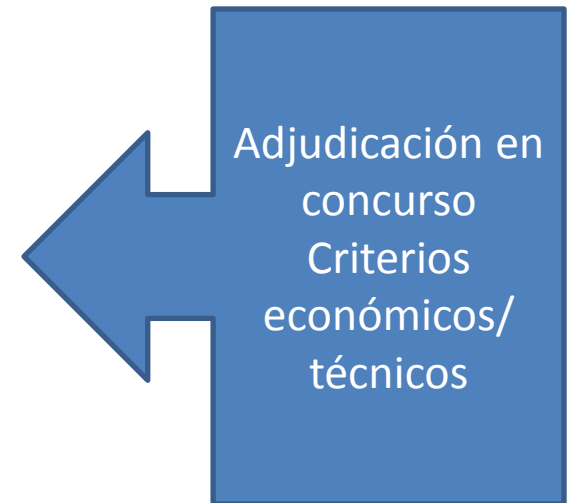 Adjudicación en
concurso
Criterios
económicos/
técnicos